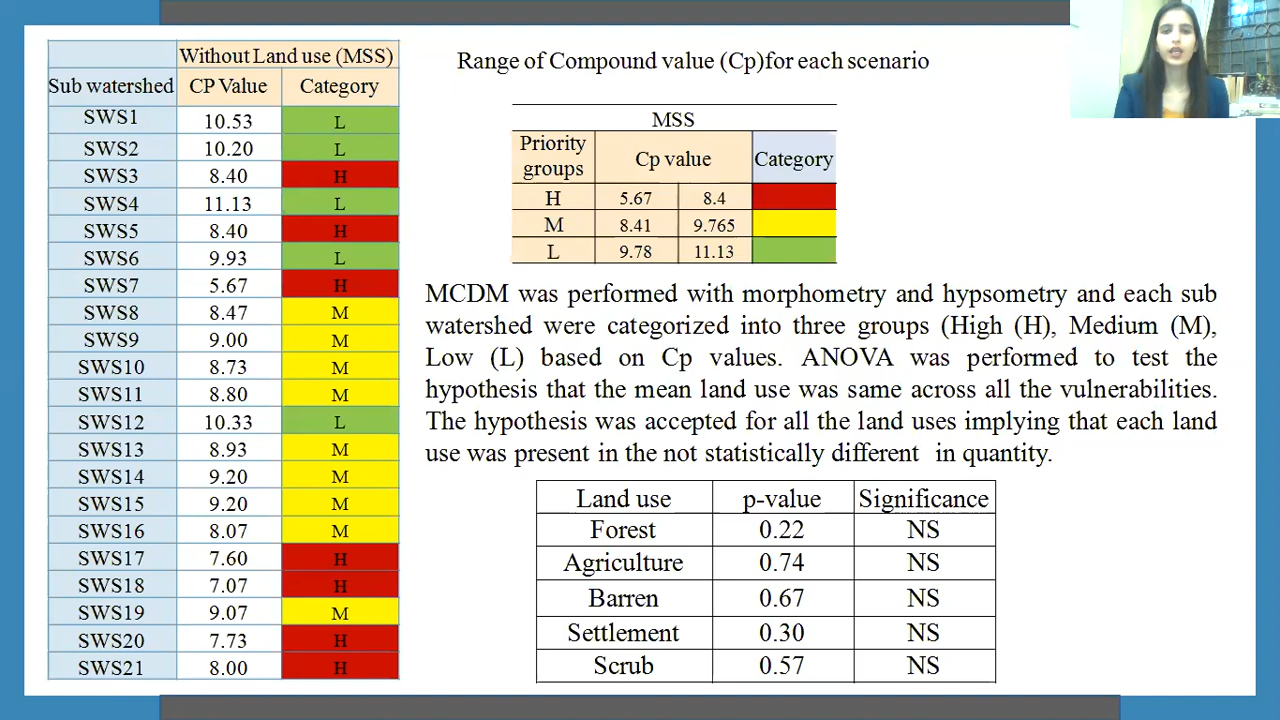 Without Land use (MSS)
Sub watershed CP Value Category
SWS1 10.53 L
SWS2 10.20 L
SWS3 8.40 H
SWS4 11.13 L
SWS5 8.40 H
SWS6 9.93 L
SWS7 5.67 H
SWS8 8.47 M
SWS9 9.00 M
SWS10 8.73 M
SWS11 8.80 M
SWS12 10.33 L
SWS13 8.93 M
SWS14 9.20 M
SWS15 9.20 M
SWS16 8.07 M
SWS17 7.60 H
SWS18 7.07 H
SWS19 9.07 M
SWS20 7.73 H
SWS21 8.00 H
Range of Compound value (Cp)for each scenario
MSS
Priority
groups Cp value Category
H 5.67 8.4
M 8.41 9.765
L 9.78 11.13
MCDM was performed with morphometry and hypsometry and each sub
watershed were categorized into three groups (High (H), Medium (M),
Low (L) based on Cp values. ANOVA was performed to test the
hypothesis that the mean land use was same across all the vulnerabilities.
The hypothesis was accepted for all the land uses implying that each land
use was present in the not statistically different in quantity.
Land use p-value Significance
Forest 0.22 NS
Agriculture 0.74 NS
Barren 0.67 NS
Settlement 0.30 NS
Scrub 0.57 NS